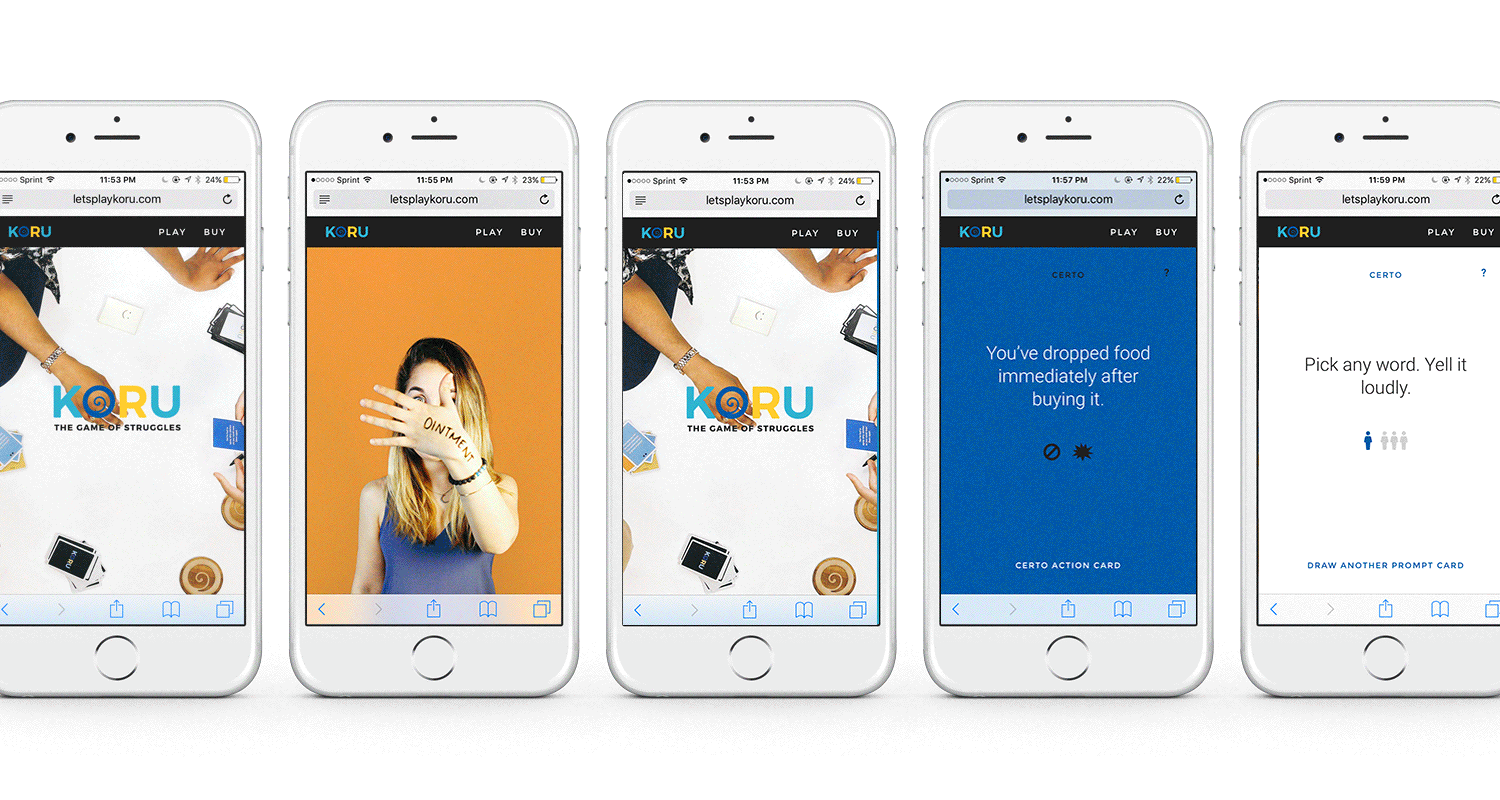 Sprint 11:53 PM 24%
letsplaykoru.com
KORU PLAY BUY
KORU
THE GAME OF STRUGGLES
KORU
Sprint 11:55 PM 23%
letsplaykoru.com
KORU PLAY BUY
OINTMENT
Sprint 11:53 PM 24%
letsplaykoru.com
KORU PLAY BUY
KORU
THE GAME OF STRUGGLES
KORU
Sprint 11:57 PM 22%
letsplaykoru.com
KORU PLAY BUY
CERTO ?
You’ve dropped food
immediately after
buying it.
CERTO ACTION CARD
Sprint 11:59 PM 22%
letsplaykoru.com
KORU PLAY BUY
CERTO ?
Pick any word. Yell it
loudly.
DRAW ANOTHER PROMPT CARD